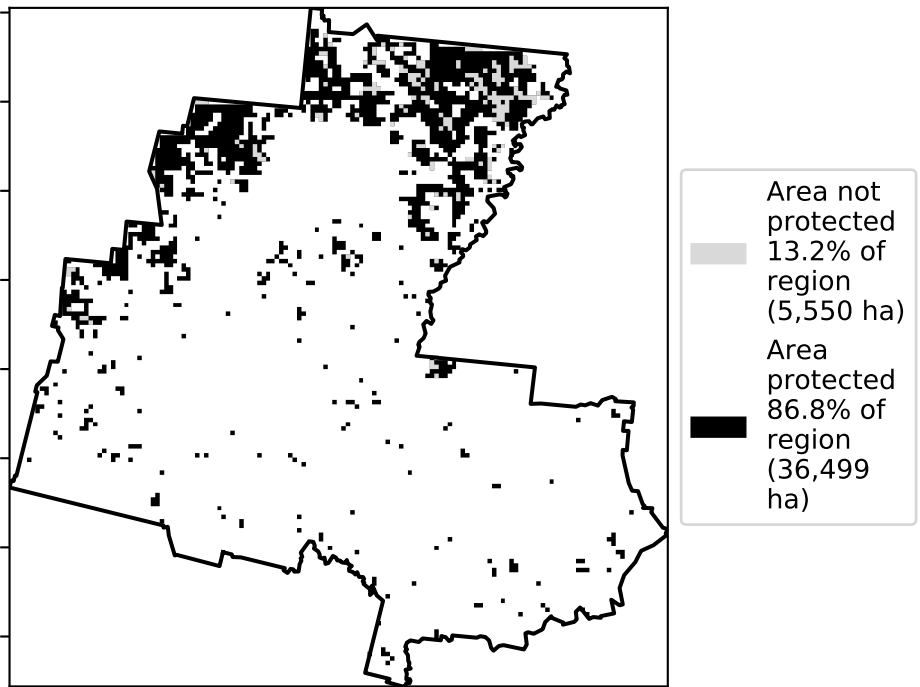 Area not
protected
13.2% of
region
(5,550 ha)
Area
protected
86.8% of
region
(36,499
ha)